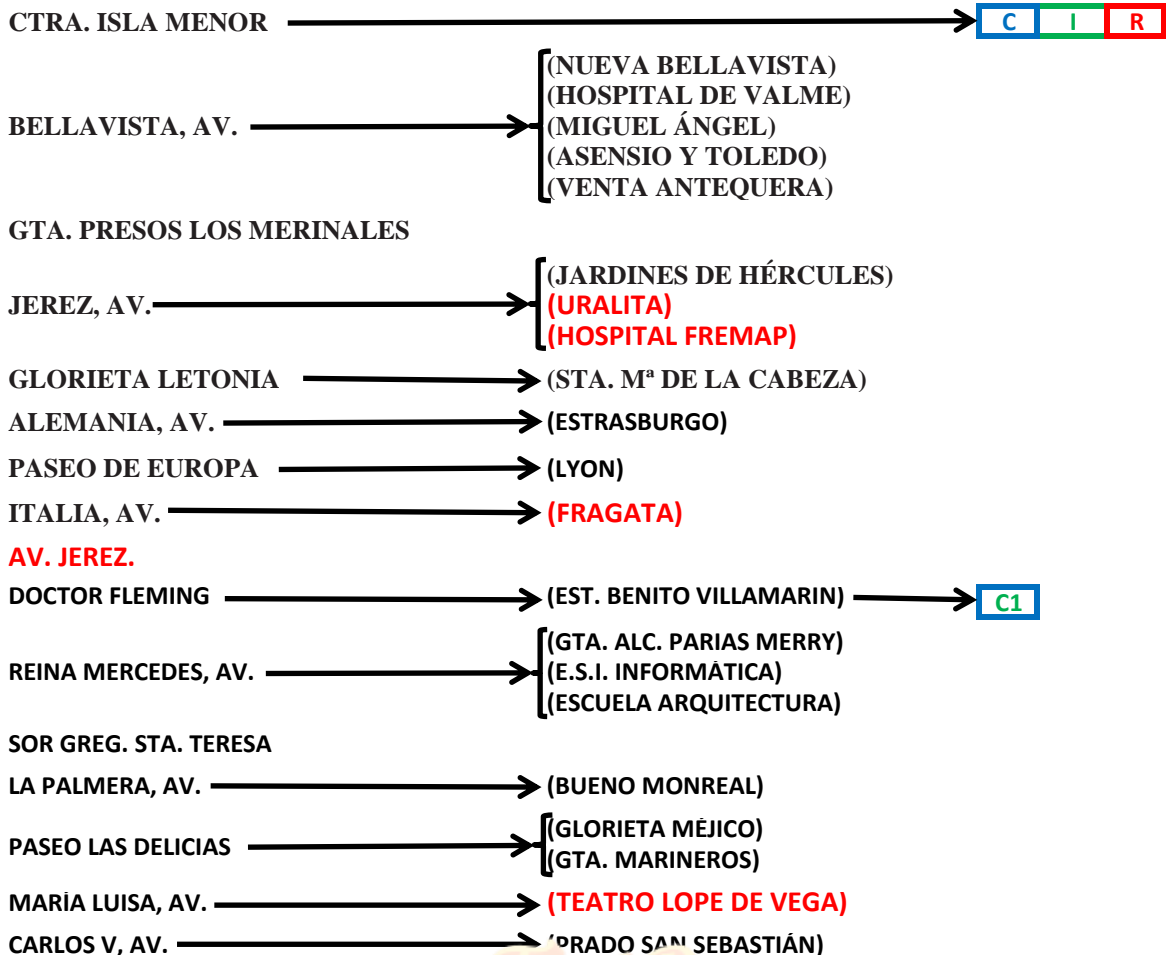 CTRA. ISLA MENOR C I R
(NUEVA BELLAVISTA)
(HOSPITAL DE VALME)
BELLAVISTA, AV. (MIGUEL ÁNGEL)
(ASENSIO Y TOLEDO)
(VENTA ANTEQUERA)
GTA. PRESOS LOS MERINALES
(JARDINES DE HÉRCULES)
JEREZ, AV. (URALITA)
(HOSPITAL FREMAP)
GLORIETA LETONIA (STA. Mª DE LA CABEZA)
ALEMANIA, AV. (ESTRASBURGO)
PASEO DE EUROPA (LYON)
ITALIA, AV. (FRAGATA)
AV. JEREZ.
DOCTOR FLEMING (EST. BENITO VILLAMARIN) C1
(GTA. ALC. PARIAS MERRY)
REINA MERCEDES, AV. (E.S.I. INFORMÁTICA)
(ESCUELA ARQUITECTURA)
SOR GREG. STA. TERESA
LA PALMERA, AV. (BUENO MONREAL)
(GLORIETA MÉJICO)
PASEO LAS DELICIAS (GTA. MARINEROS)
MARÍA LUISA, AV. (TEATRO LOPE DE VEGA)
CARLOS V, AV. (PRADO SAN SEBASTIÁN)